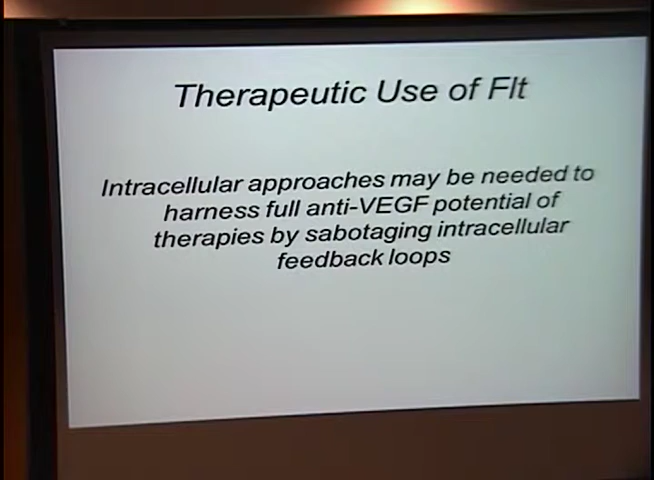 Therapeutic Use of Flt
Intracellular approaches may be needed to
harness full anti-VEGF potential of
therapies by sabotaging intracellular
feedback loops